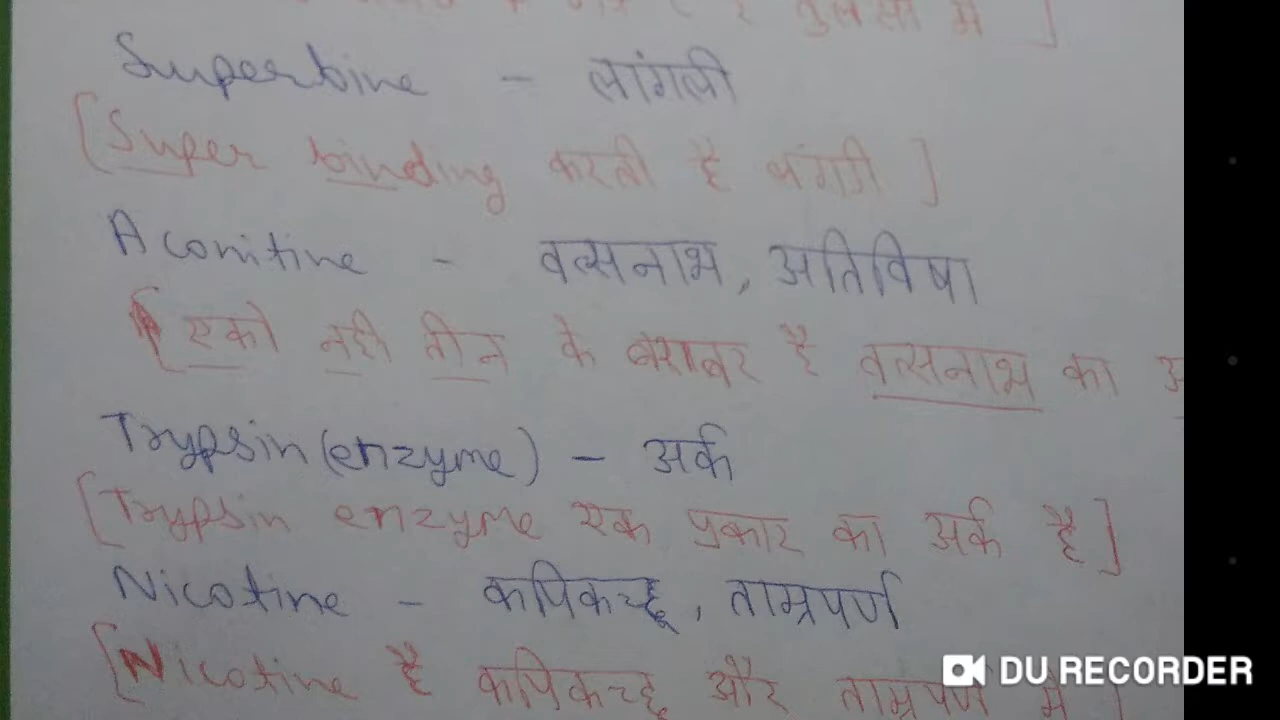 तुलसी में ]
Superbine - लांगली
[Super binding करती है लंगली ]
Aconitine - वत्सनाभ, अतिविषा
[ एको नही तीन के बराबर है वत्सनाभ का अ
Trypsin (enzyme) - अर्क
[Trypsin enzyme एक प्रकार का अर्क है]
Nicotine - कपिकच्छू, ताम्रपर्ण
[Nicotine है कपिकच्छू और ताम्रपर्ण में ]
DU RECORDER